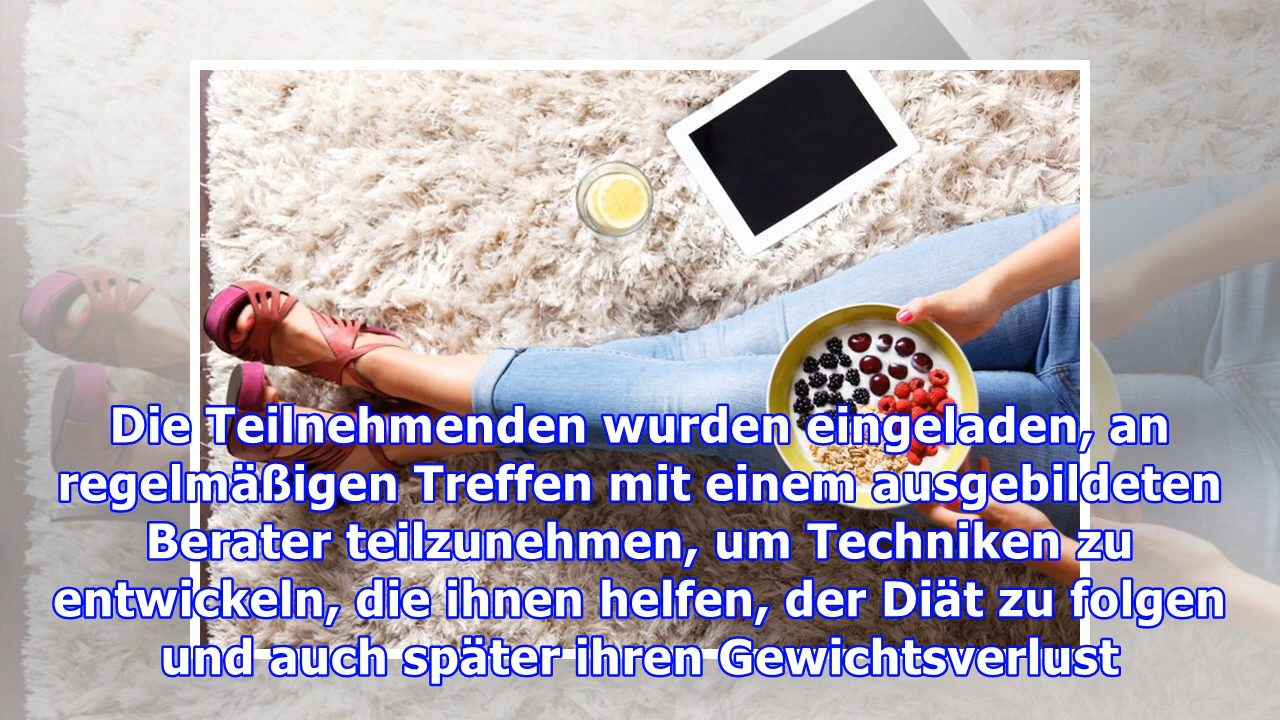 Die Teilnehmenden wurden eingeladen, an
regelmäßigen Treffen mit einem ausgebildeten
Berater teilzunehmen, um Techniken zu
entwickeln, die ihnen helfen, der Diät zu folgen
und auch später ihren Gewichtsverlust